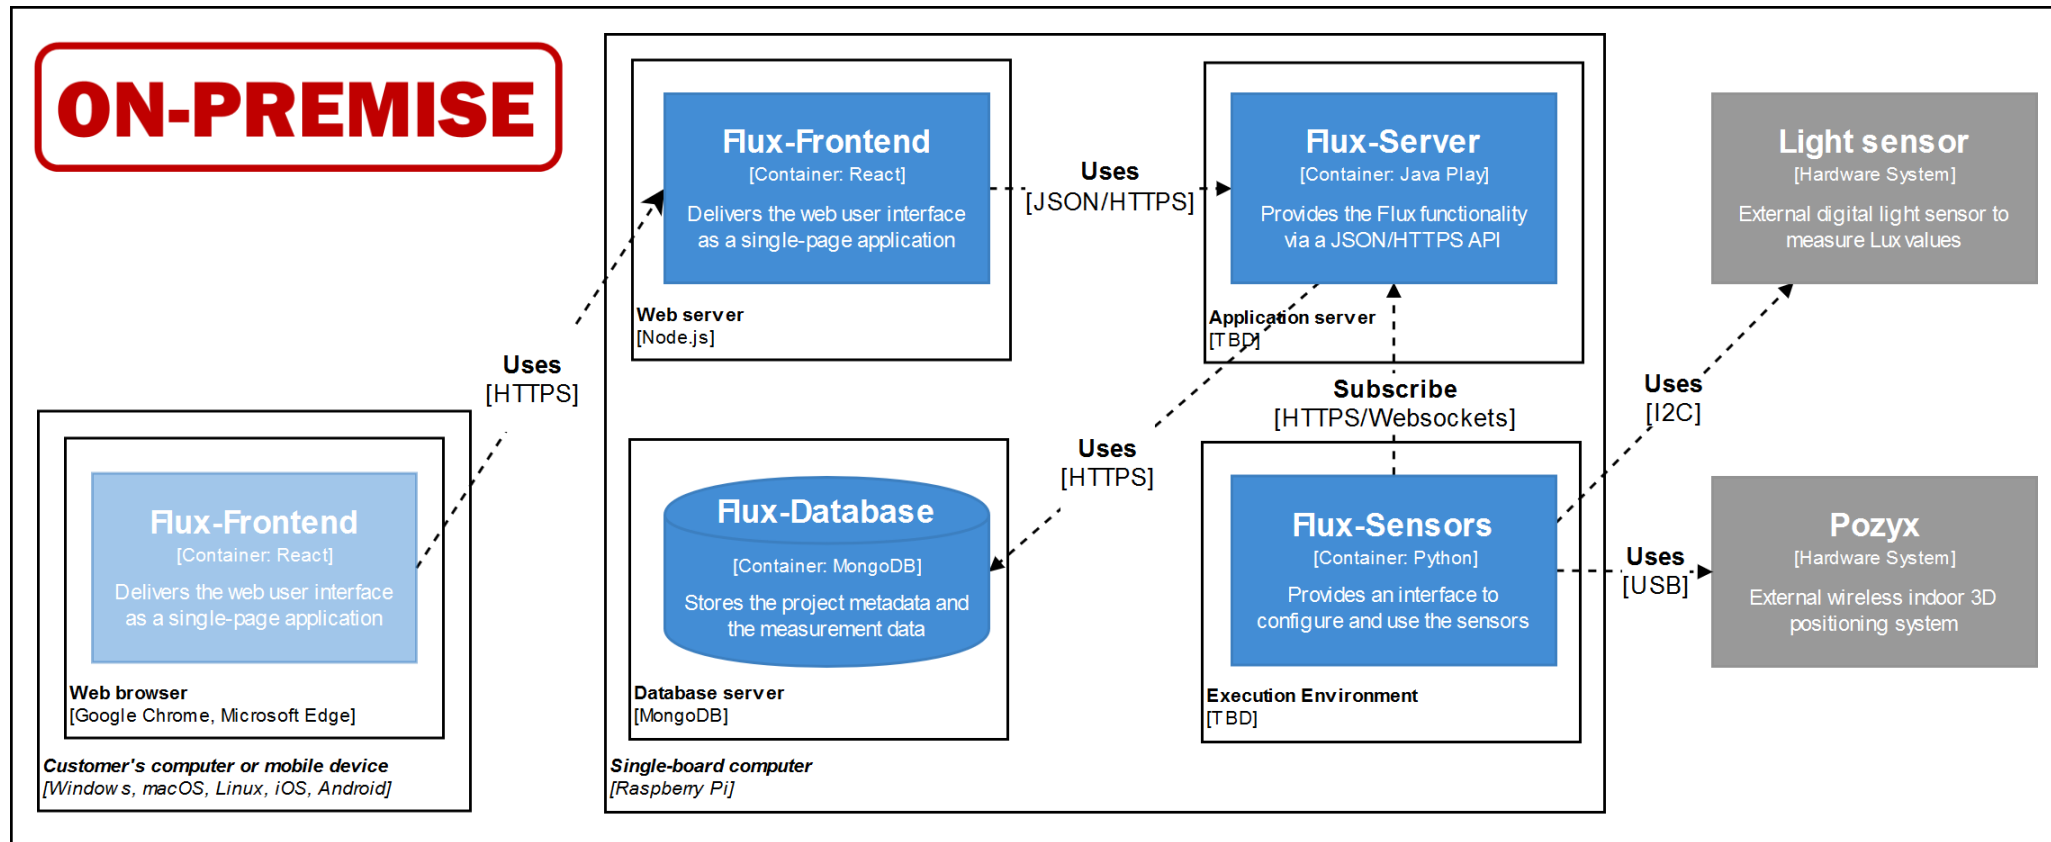 ON-PREMISE
Flux-Frontend
[Container: React]
Delivers the web user interface
as a single-page application
Web server
[Node.js]
Uses
[JSON/HTTPS]
Flux-Server
[Container: Java Play]
Provides the Flux functionality
via a JSON/HTTPS API
Application server
[TBD]
Light sensor
[Hardware System]
External digital light sensor to
measure Lux values
Uses
[HTTPS]
Subscribe
[HTTPS/Websockets]
Uses
[I2C]
Uses
[HTTPS]
Flux-Frontend
[Container: React]
Delivers the web user interface
as a single-page application
Web browser
[Google Chrome, Microsoft Edge]
Customer's computer or mobile device
[Windows, macOS, Linux, iOS, Android]
Flux-Database
[Container: MongoDB]
Stores the project metadata and
the measurement data
Database server
[MongoDB]
Flux-Sensors
[Container: Python]
Provides an interface to
configure and use the sensors
Execution Environment
[TBD]
Single-board computer
[Raspberry Pi]
Uses
[USB]
Pozyx
[Hardware System]
External wireless indoor 3D
positioning system